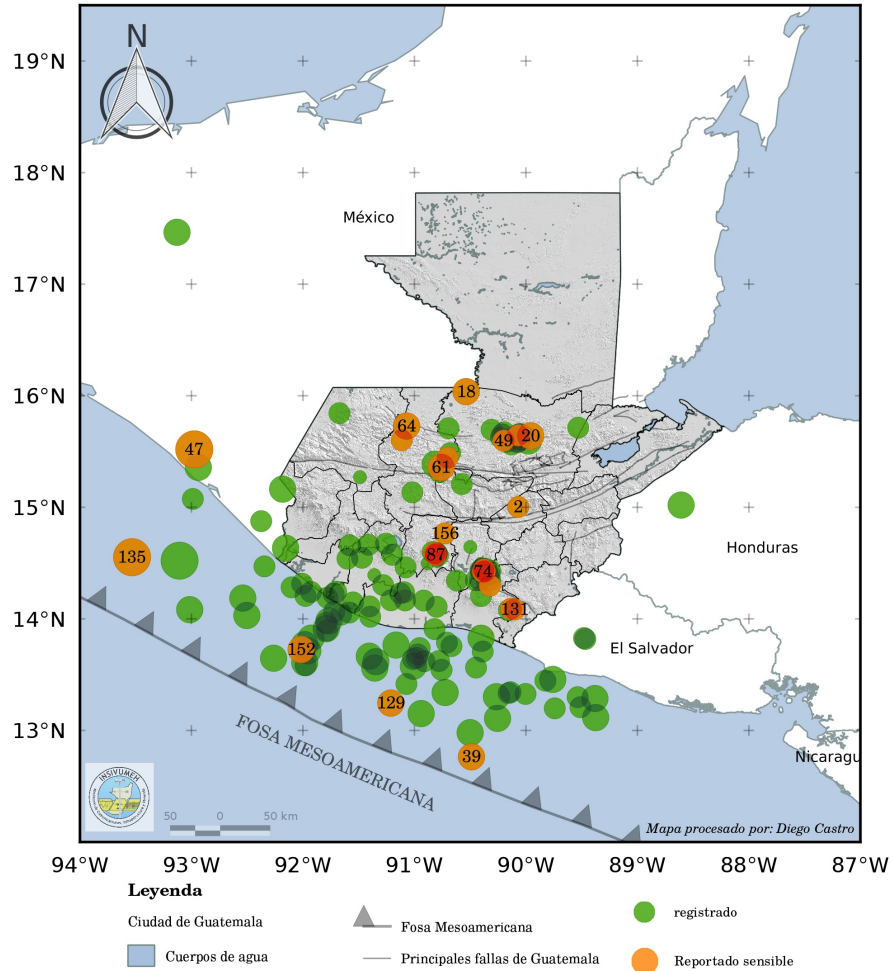 N
19°N
18°N
México
17°N
16°N
18
64
47
49
20
61
15°N
2
156
135
87
Honduras
74
14°N
131
152
El Salvador
129
13°N
FOSA MESOAMERICANA
39
Nicaragu
INSIVUMEH
50
0
50 km
Mapa procesado por: Diego Castro
94°W
93°W
92°W
91°W
90°W
89°W
88°W
87°W
Leyenda
Ciudad de Guatemala
Fosa Mesoamericana
registrado
Cuerpos de agua
Principales fallas de Guatemala
Reportado sensible